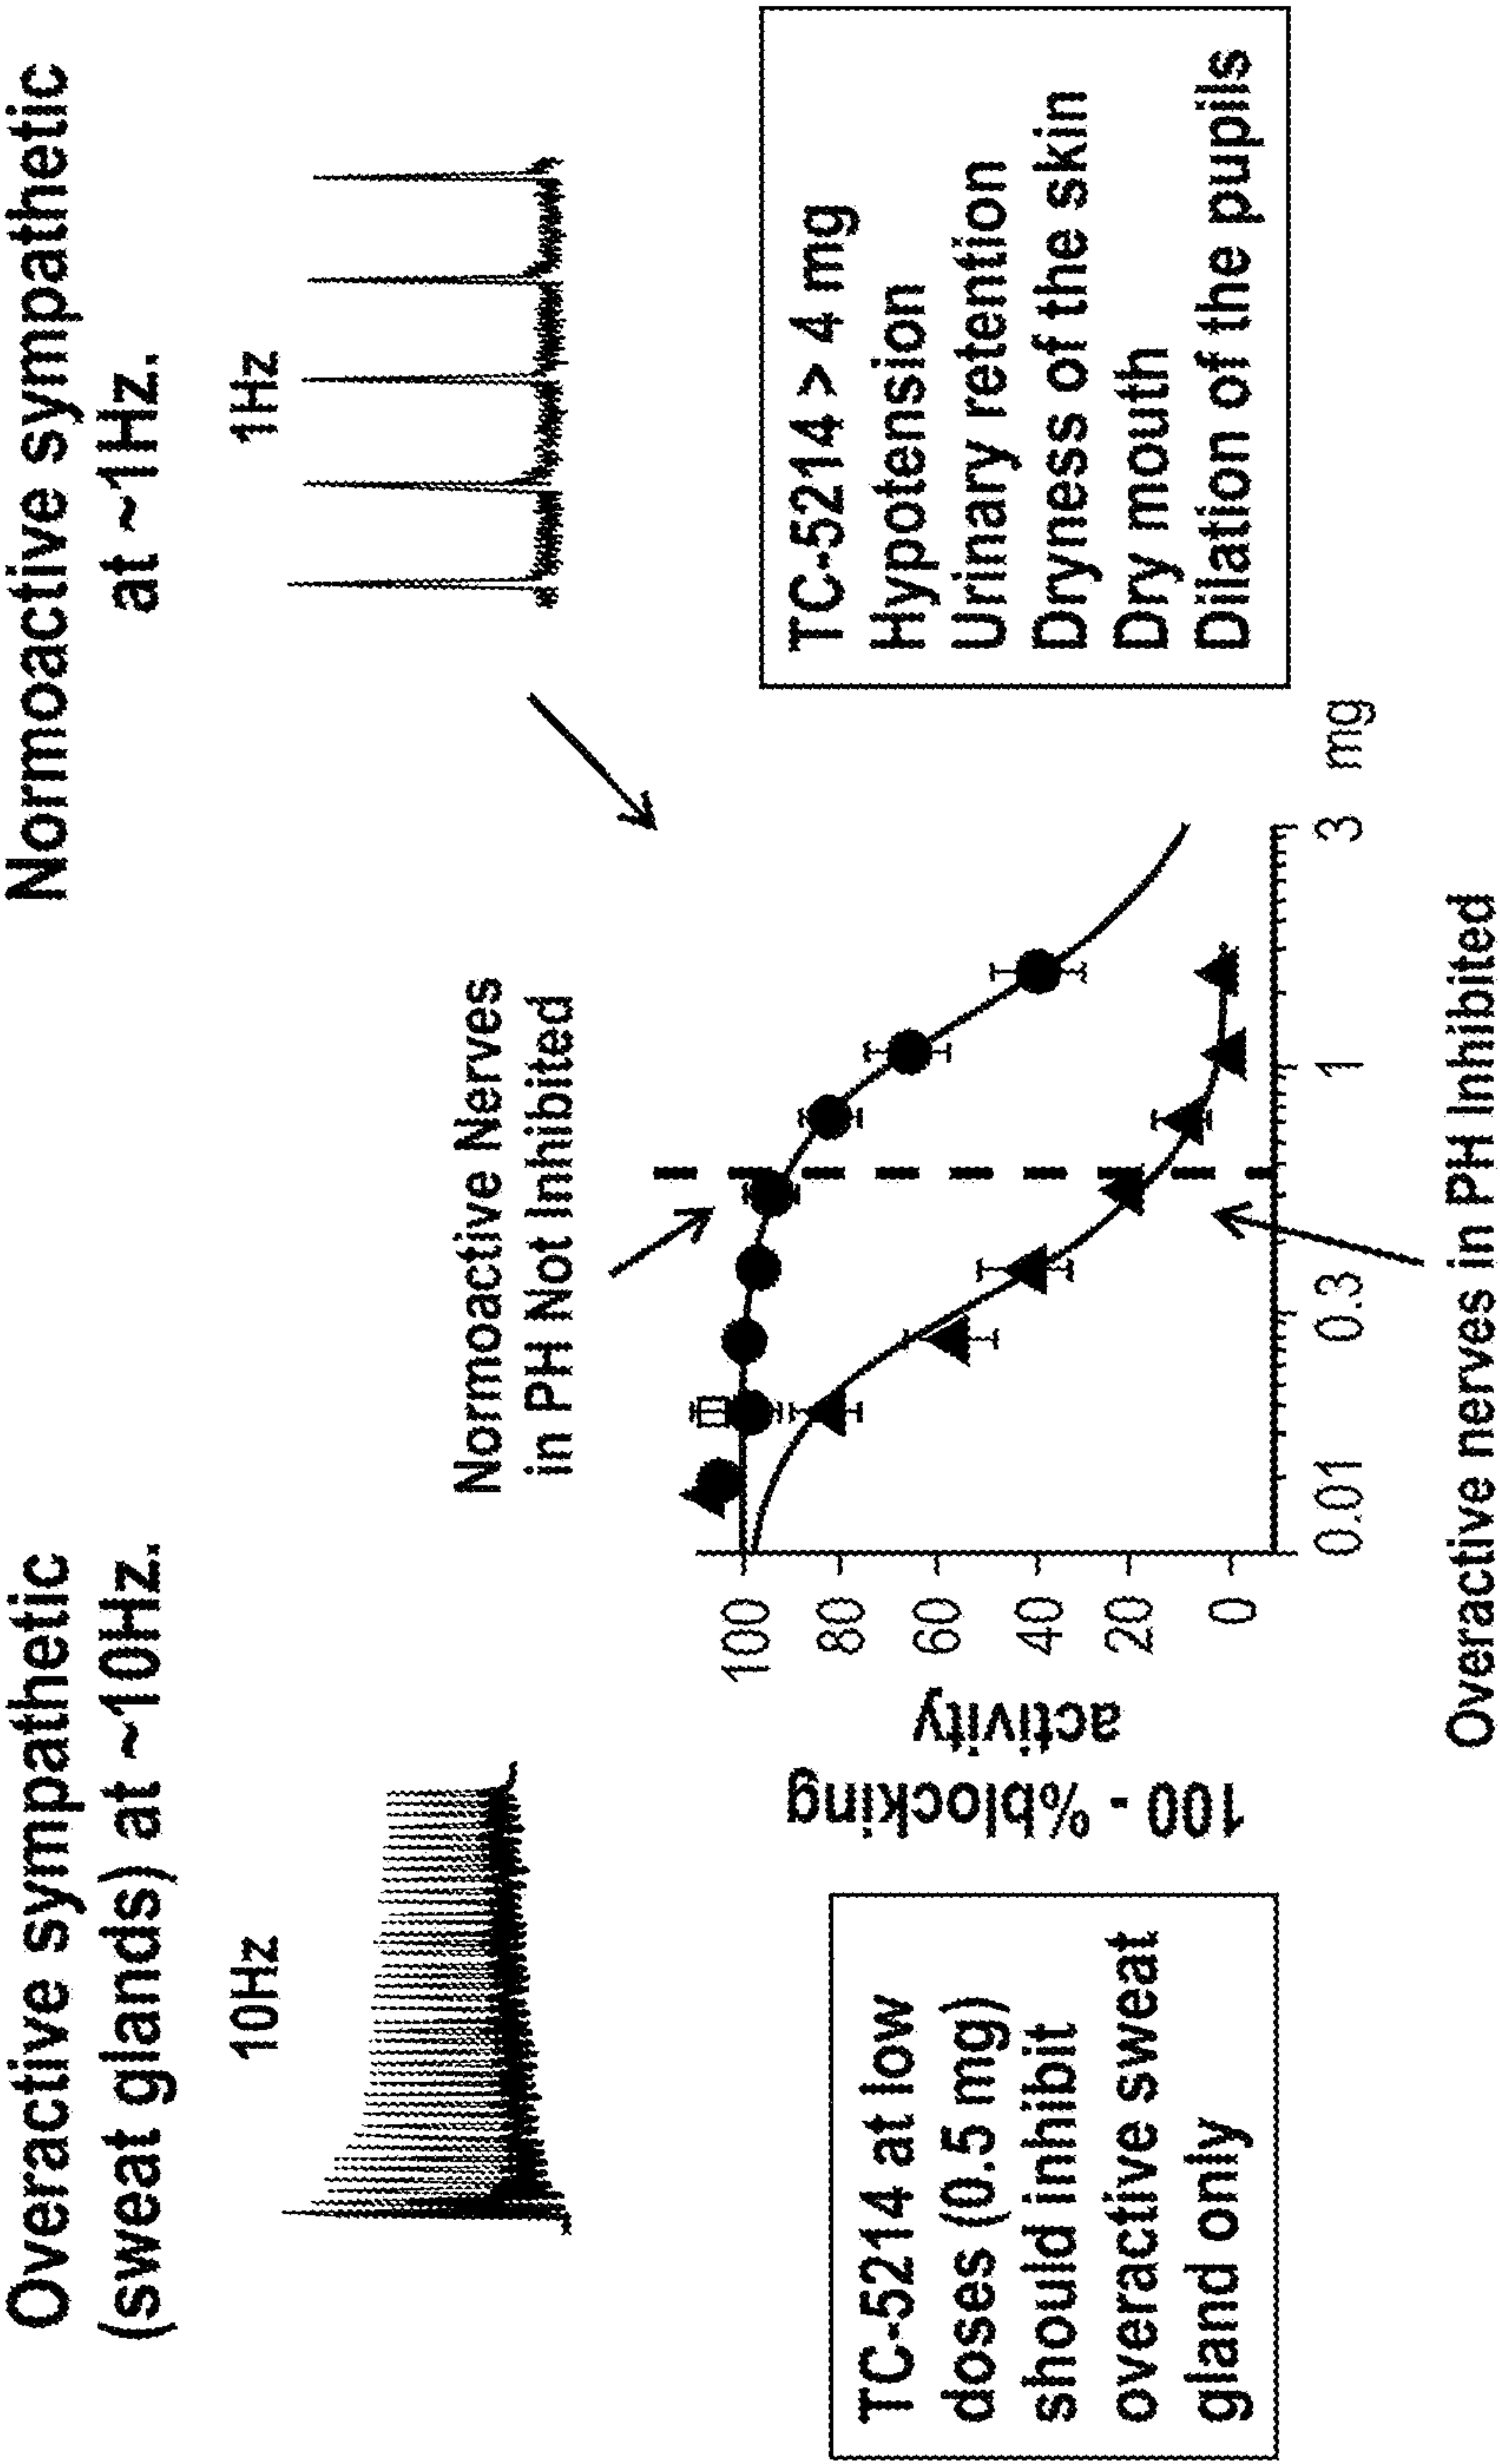 Overactive sympathetic
(sweat glands) at ~10Hz.
10Hz
Normoactive sympathetic
at ~1Hz.
1Hz
TC-5214 at low
doses (0.5 mg)
should inhibit
overactive sweat
gland only
Normoactive Nerves
in PH Not Inhibited
100 - %blocking
activity
100
80
60
40
20
0
0.01
0.3
1
3
mg
Overactive nerves in PH Inhibited
TC-5214 > 4 mg
Hypotension
Urinary retention
Dryness of the skin
Dry mouth
Dilation of the pupils